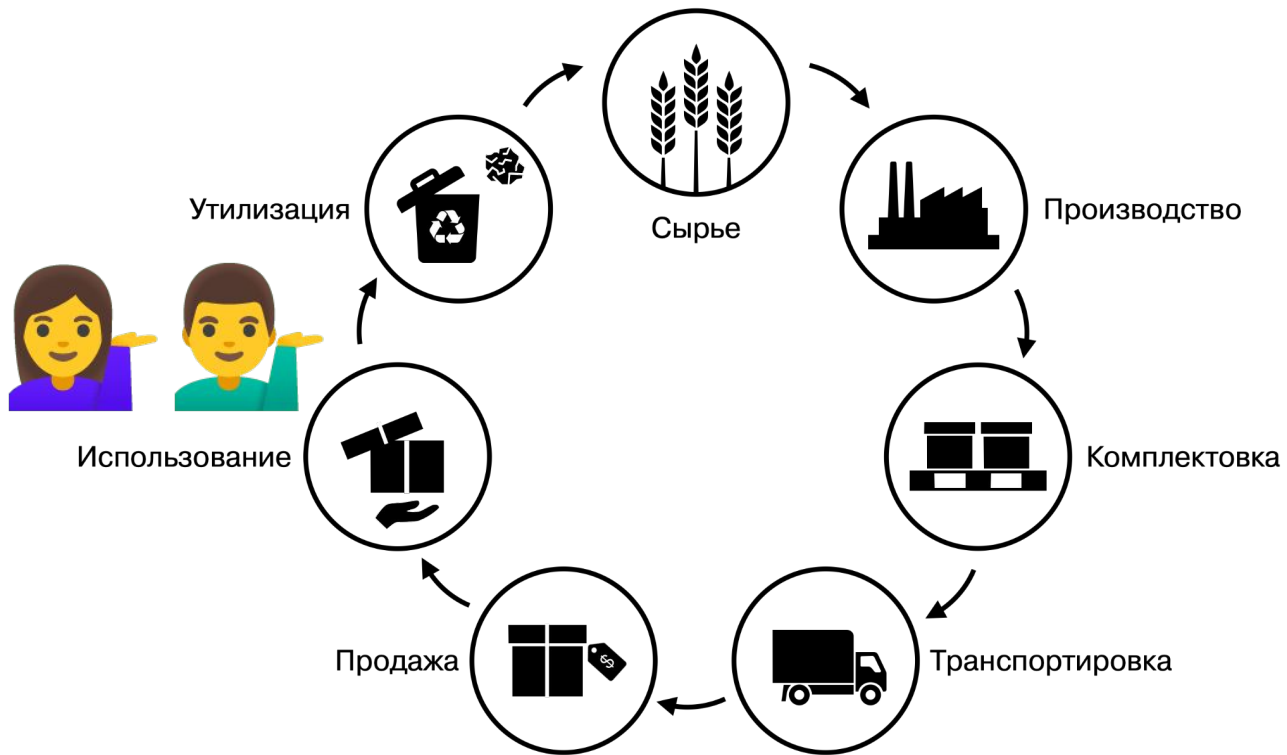 Сырье
Производство
Комплектовка
Транспортировка
Продажа
Использование
Утилизация
$